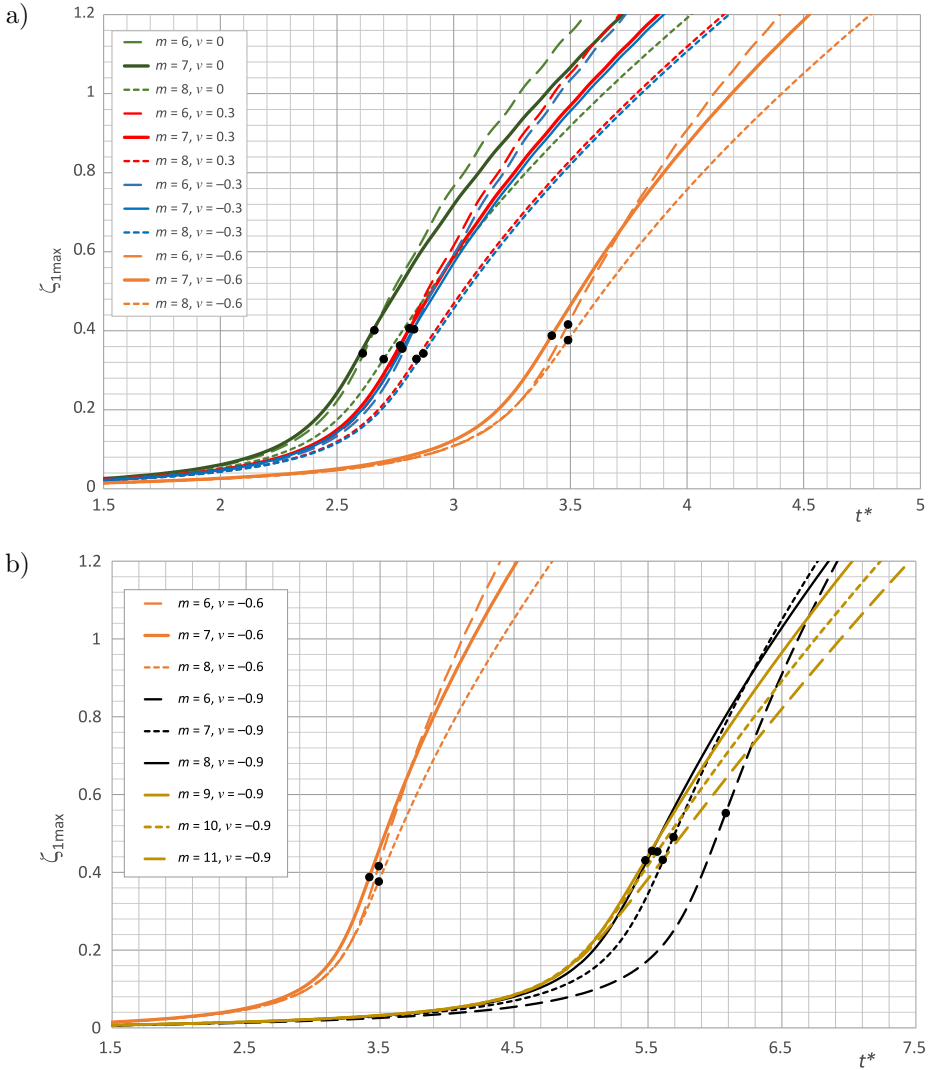 a)
1.2
1
0.8
0.6
0.4
0.2
0
ζ1max
m = 6, v = 0
m = 7, v = 0
m = 8, v = 0
m = 6, v = 0.3
m = 7, v = 0.3
m = 8, v = 0.3
m = 6, v = −0.3
m = 7, v = −0.3
m = 8, v = −0.3
m = 6, v = −0.6
m = 7, v = −0.6
m = 8, v = −0.6
1.5 2 2.5 3 3.5 4 4.5 5
t*
b)
1.2
1
0.8
0.6
0.4
0.2
0
ζ1max
m = 6, v = −0.6
m = 7, v = −0.6
m = 8, v = −0.6
m = 6, v = −0.9
m = 7, v = −0.9
m = 8, v = −0.9
m = 9, v = −0.9
m = 10, v = −0.9
m = 11, v = −0.9
1.5 2.5 3.5 4.5 5.5 6.5 7.5
t*